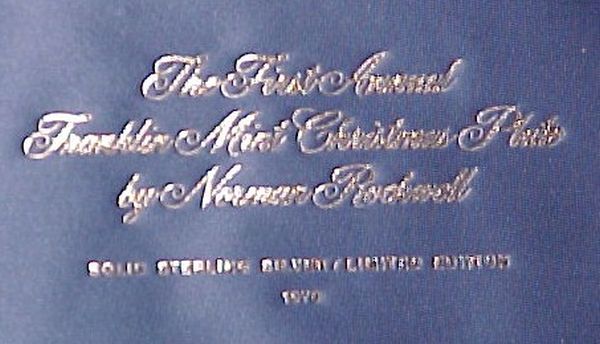 The First Annual
Franklin Mint Christmas Plate
by Norman Rockwell
SOLID STERLING SILVER / LIMITED EDITION
1970